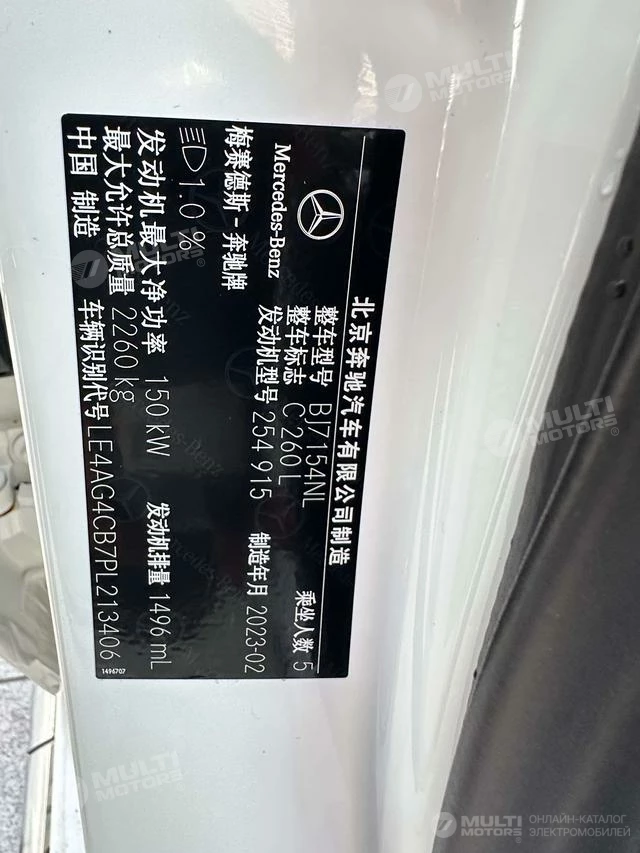 北京奔驰汽车有限公司制造
Mercedes-Benz
梅赛德斯-奔驰牌
整车型号 BJ7154NL
乘坐人数 5
整车标志 C 260 L
发动机型号 254 915
制造年月 2023-02
1.0 %
发动机最大净功率 150 kW
发动机排量 1496 mL
最大允许总质量 2260 kg
中国 制造
车辆识别代号 LE4AG4CB7PL213406
1496707
MULTI MOTORS®
MULTI MOTORS®
MULTI MOTORS®
MULTI MOTORS
MULTI MOTORS
ОНЛАЙН-КАТАЛОГ
ЭЛЕКТРОМОБИЛЕЙ